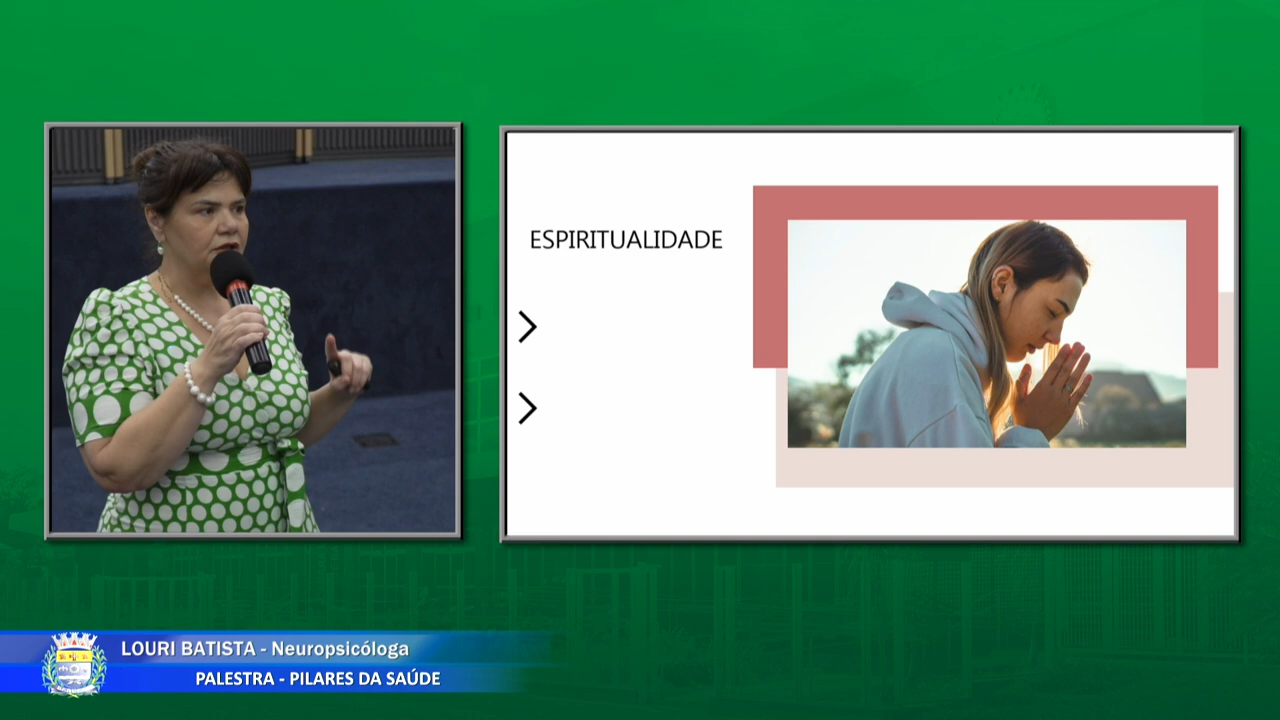 ESPIRITUALIDADE
LOURI BATISTA - Neuropsicóloga
PALESTRA - PILARES DA SAÚDE